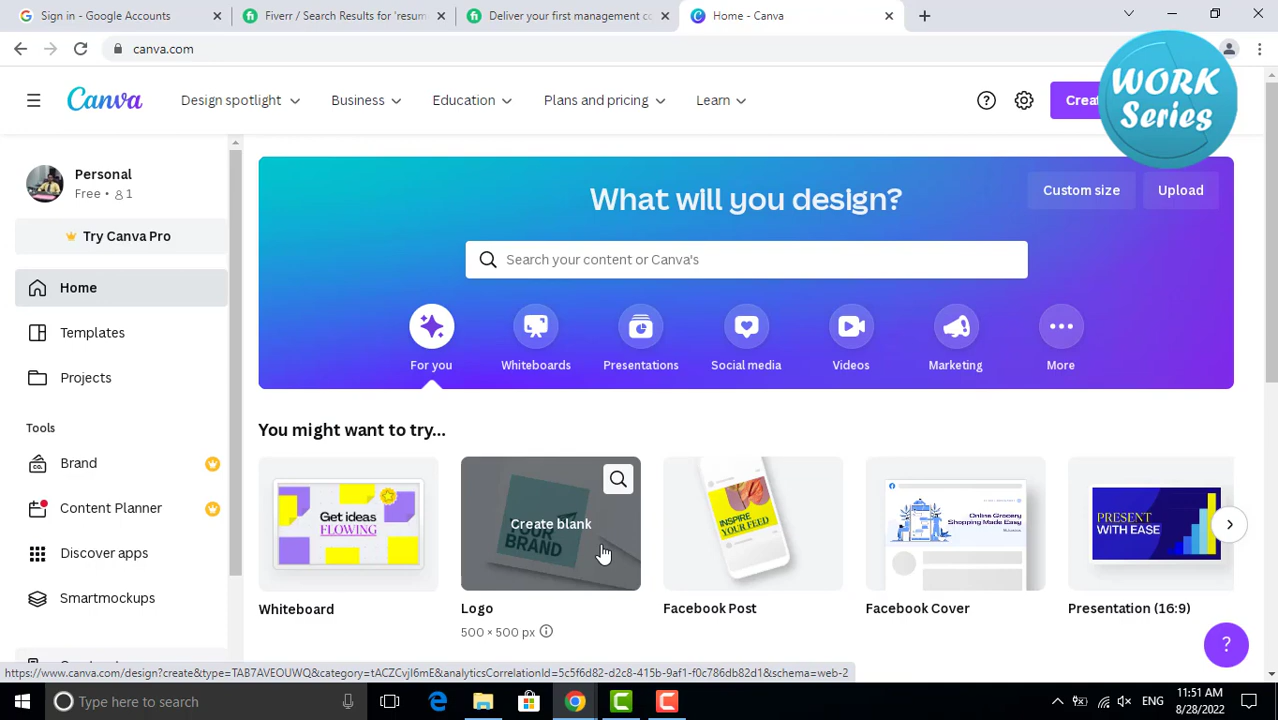 Sign in - Google Accounts
Fiverr / Search Results for 'resum
Deliver your first management co
Home - Canva
canva.com
WORK
Series
Canva
Design spotlight
Business
Education
Plans and pricing
Learn
Personal
Free • 1
Try Canva Pro
Home
Templates
Projects
Tools
Brand
Content Planner
Discover apps
Smartmockups
What will you design?
Custom size
Upload
Search your content or Canva's
For you
Whiteboards
Presentations
Social media
Videos
Marketing
More
You might want to try...
Get ideas
FLOWING
Create blank
YOUR
BRAND
INSPIRE
YOUR FEED
Online Grocery
Shopping Made Easy
PRESENT
WITH EASE
Whiteboard
Logo
500 × 500 px
Facebook Post
Facebook Cover
Presentation (16:9)
?
https://www.canva.com/design?create&type=TAB7AVEOUWQ&category=tACZCvjI6mE&analyticsCorrelationId=5c5f6d82-d2c8-415b-9af1-f0c786db82d1&schema=web-2
Type here to search
ENG
11:51 AM
8/28/2022